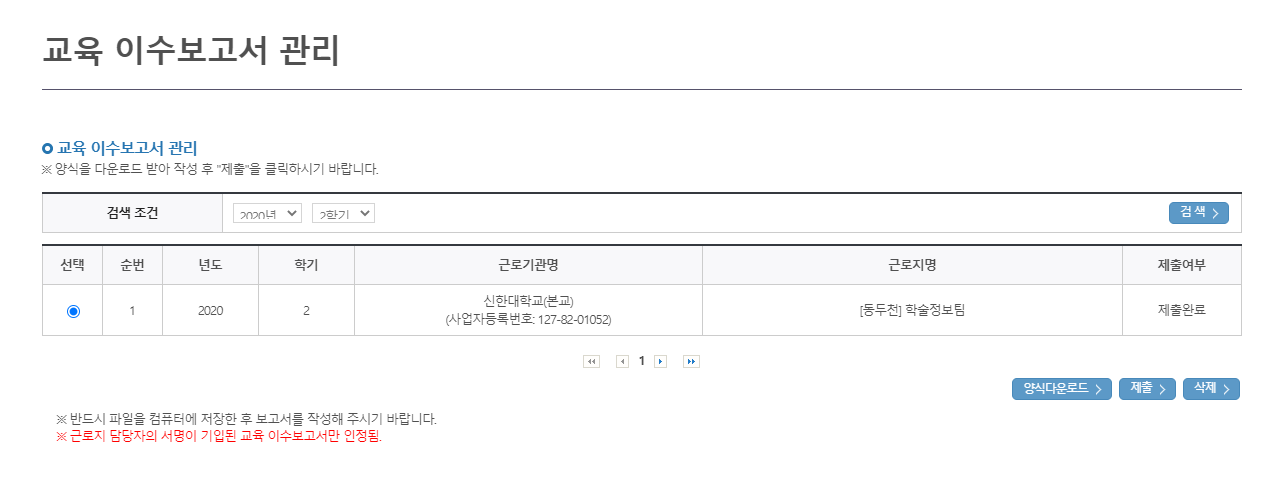 교육 이수보고서 관리
교육 이수보고서 관리
※ 양식을 다운로드 받아 작성 후 "제출"을 클릭하시기 바랍니다.
검색 조건 2020년 2학기 검색
선택 순번 년도 학기 근로기관명 근로지명 제출여부
1 2020 2 신한대학교(본교) [동두천] 학술정보팀 제출완료
(사업자등록번호: 127-82-01052)
1
양식다운로드 제출 삭제
※ 반드시 파일을 컴퓨터에 저장한 후 보고서를 작성해 주시기 바랍니다.
※ 근로지 담당자의 서명이 기입된 교육 이수보고서만 인정됨.